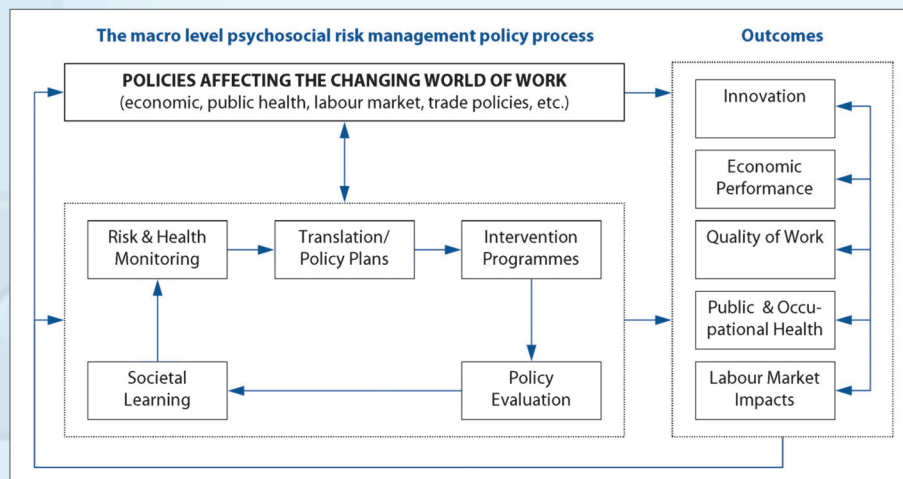 The macro level psychosocial risk management policy process
Outcomes
POLICIES AFFECTING THE CHANGING WORLD OF WORK
(economic, public health, labour market, trade policies, etc.)
Risk & Health
Monitoring
Translation/
Policy Plans
Intervention
Programmes
Societal
Learning
Policy
Evaluation
Innovation
Economic
Performance
Quality of Work
Public & Occu-
pational Health
Labour Market
Impacts